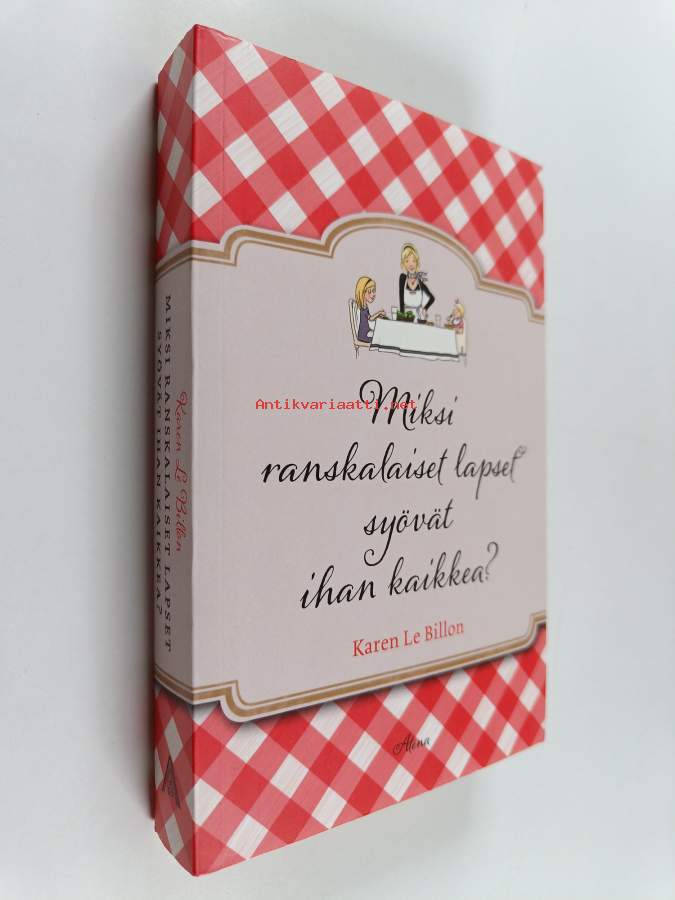 Miksi
Antikvariaatti.net
ranskalaiset lapset
syövät
ihan kaikkea?
Karen Le Billon
Atena
Karen Le Billon
MIKSI RANSKALAISET LAPSET
SYÖVÄT IHAN KAIKKEA?